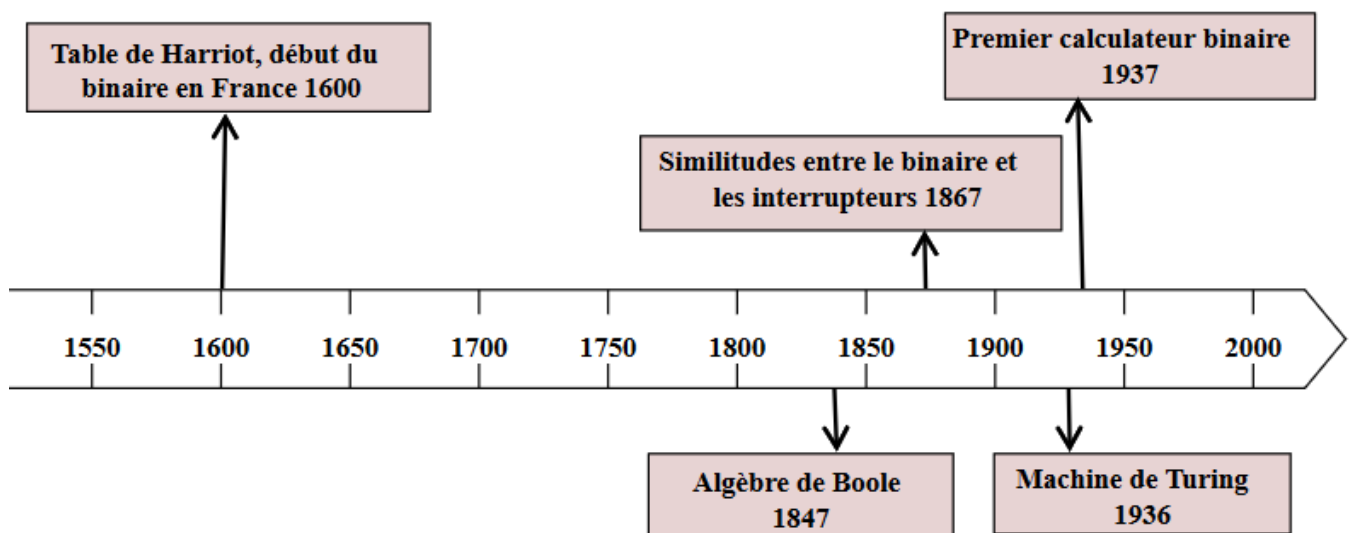 Table de Harriot, début du
binaire en France 1600
Premier calculateur binaire
1937
Similitudes entre le binaire et
les interrupteurs 1867
1550 1600 1650 1700 1750 1800 1850 1900 1950 2000
Algèbre de Boole
1847
Machine de Turing
1936